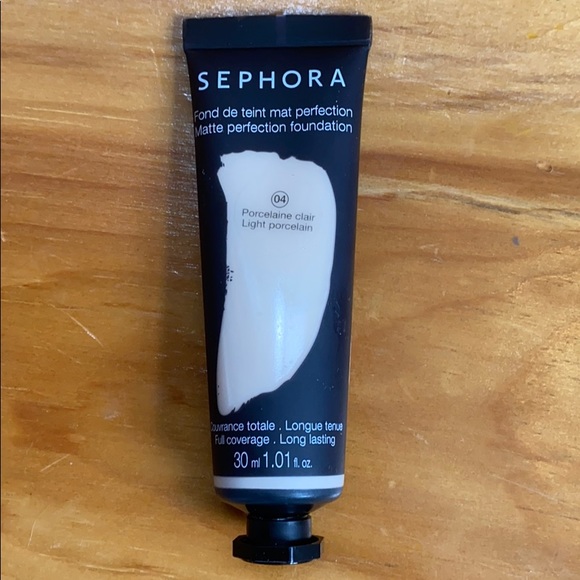 SEPHORA
Fond de teint mat perfection
Matte perfection foundation
04
Porcelaine clair
Light porcelain
Couvrance totale . Longue tenue
Full coverage . Long lasting
30 ml 1.01 fl. oz.